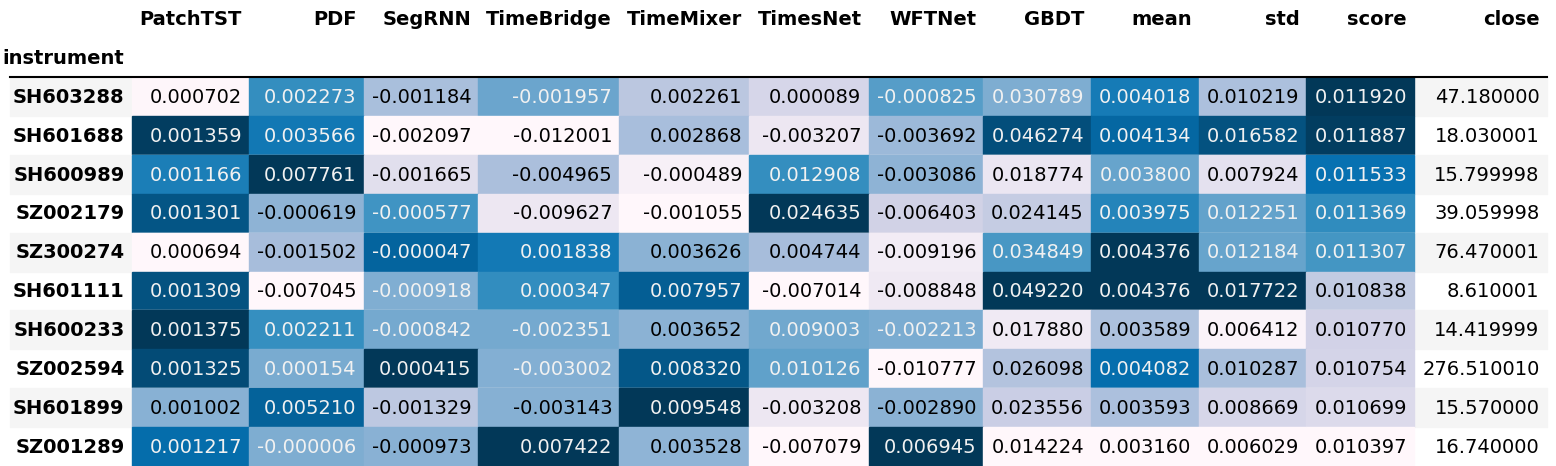 PatchTST PDF SegRNN TimeBridge TimeMixer TimesNet WFTNet GBDT mean std score close
instrument
SH603288 0.000702 0.002273 -0.001184 -0.001957 0.002261 0.000089 -0.000825 0.030789 0.004018 0.010219 0.011920 47.180000
SH601688 0.001359 0.003566 -0.002097 -0.012001 0.002868 -0.003207 -0.003692 0.046274 0.004134 0.016582 0.011887 18.030001
SH600989 0.001166 0.007761 -0.001665 -0.004965 -0.000489 0.012908 -0.003086 0.018774 0.003800 0.007924 0.011533 15.799998
SZ002179 0.001301 -0.000619 -0.000577 -0.009627 -0.001055 0.024635 -0.006403 0.024145 0.003975 0.012251 0.011369 39.059998
SZ300274 0.000694 -0.001502 -0.000047 0.001838 0.003626 0.004744 -0.009196 0.034849 0.004376 0.012184 0.011307 76.470001
SH601111 0.001309 -0.007045 -0.000918 0.000347 0.007957 -0.007014 -0.008848 0.049220 0.004376 0.017722 0.010838 8.610001
SH600233 0.001375 0.002211 -0.000842 -0.002351 0.003652 0.009003 -0.002213 0.017880 0.003589 0.006412 0.010770 14.419999
SZ002594 0.001325 0.000154 0.000415 -0.003002 0.008320 0.010126 -0.010777 0.026098 0.004082 0.010287 0.010754 276.510010
SH601899 0.001002 0.005210 -0.001329 -0.003143 0.009548 -0.003208 -0.002890 0.023556 0.003593 0.008669 0.010699 15.570000
SZ001289 0.001217 -0.000006 -0.000973 0.007422 0.003528 -0.007079 0.006945 0.014224 0.003160 0.006029 0.010397 16.740000